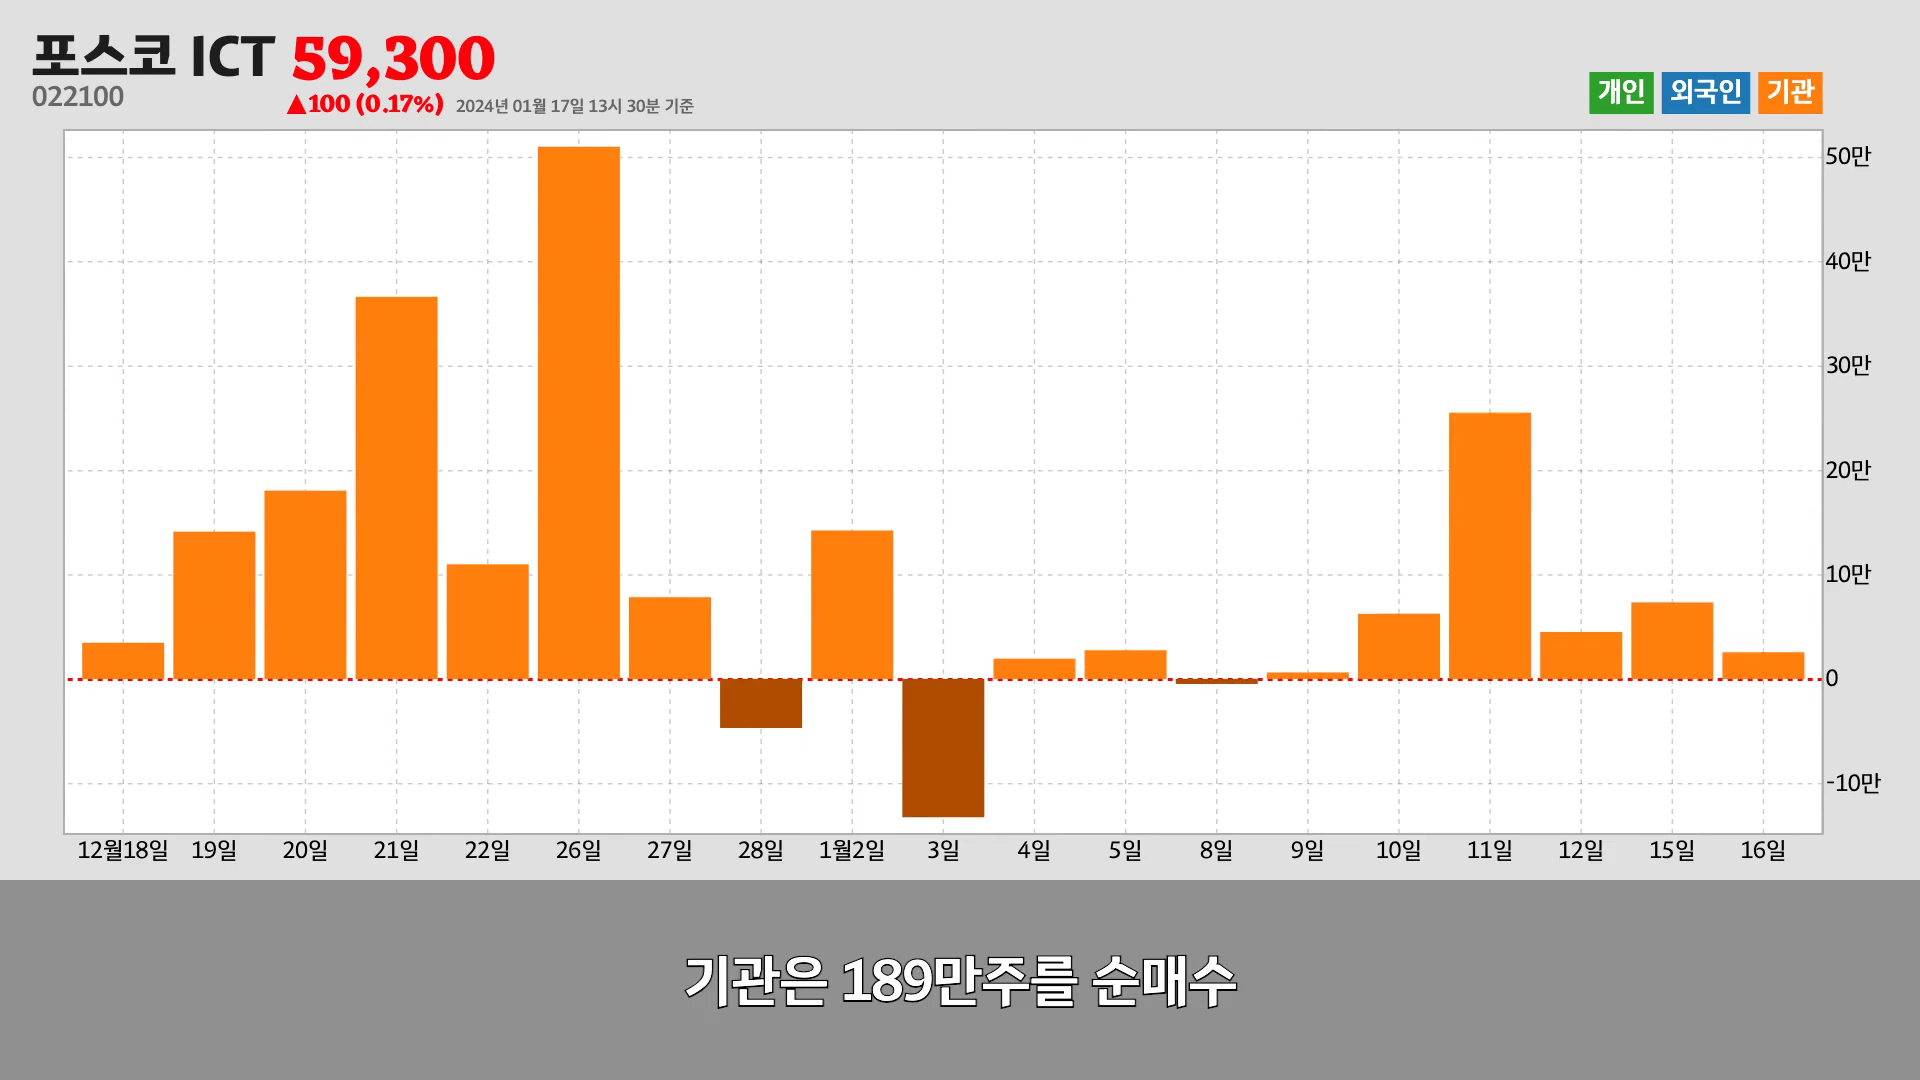 포스코 ICT 59,300
022100
▲100 (0.17%) 2024년 01월 17일 13시 30분 기준
개인 외국인 기관
50만
40만
30만
20만
10만
0
-10만
12월18일 19일 20일 21일 22일 26일 27일 28일 1월2일 3일 4일 5일 8일 9일 10일 11일 12일 15일 16일
기관은 189만주를 순매수